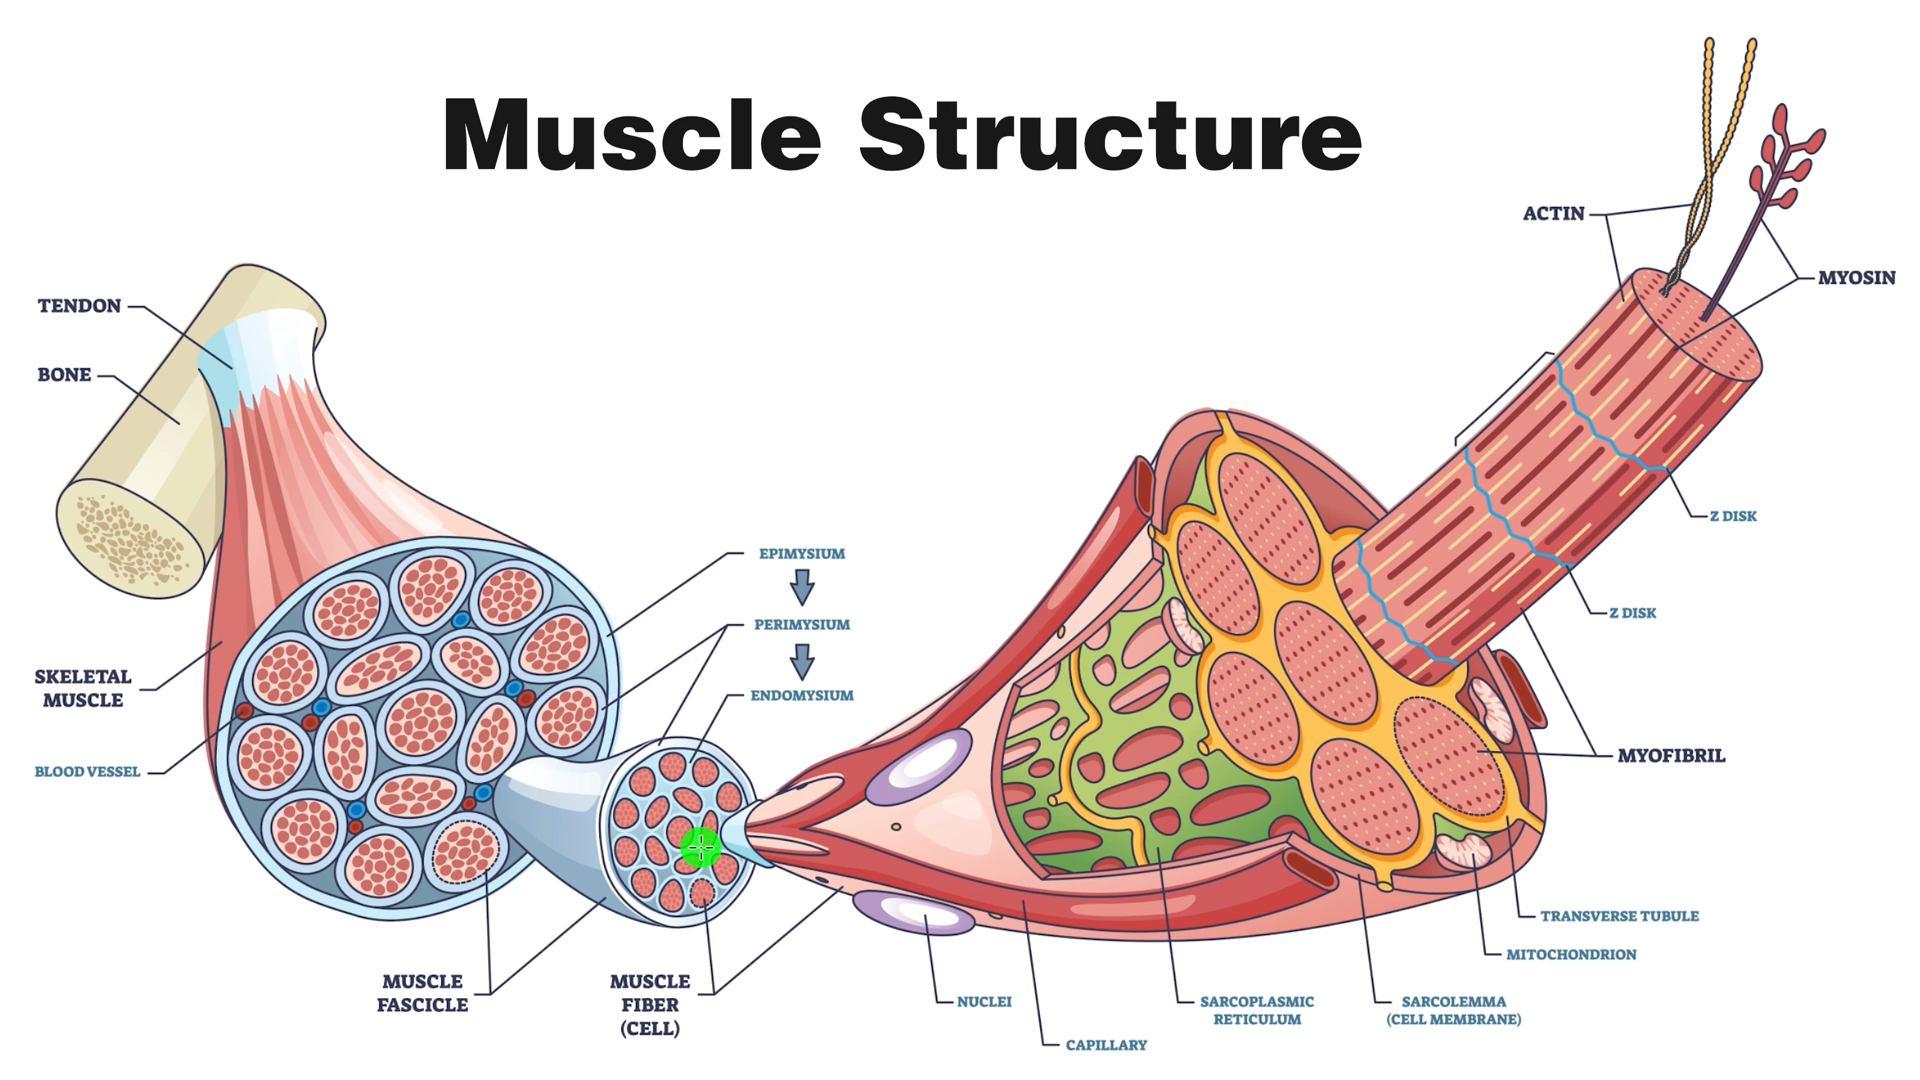 Muscle Structure
ACTIN
MYOSIN
TENDON
BONE
Z DISK
EPIMYSIUM
Z DISK
PERIMYSIUM
SKELETAL
MUSCLE
ENDOMYSIUM
MYOFIBRIL
BLOOD VESSEL
TRANSVERSE TUBULE
MITOCHONDRION
MUSCLE
FASCICLE
MUSCLE
FIBER
(CELL)
NUCLEI
SARCOPLASMIC
RETICULUM
SARCOLEMMA
(CELL MEMBRANE)
CAPILLARY